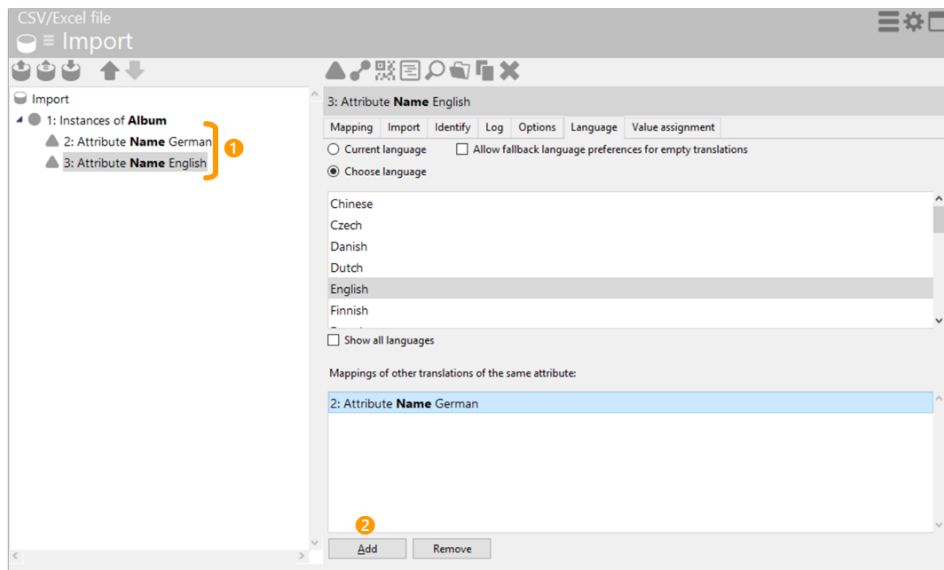 CSV/Excel file
Import
Import
1: Instances of Album
2: Attribute Name German
3: Attribute Name English
1
3: Attribute Name English
Mapping Import Identify Log Options Language Value assignment
Current language Allow fallback language preferences for empty translations
Choose language
Chinese
Czech
Danish
Dutch
English
Finnish
Show all languages
Mappings of other translations of the same attribute:
2: Attribute Name German
2
Add Remove